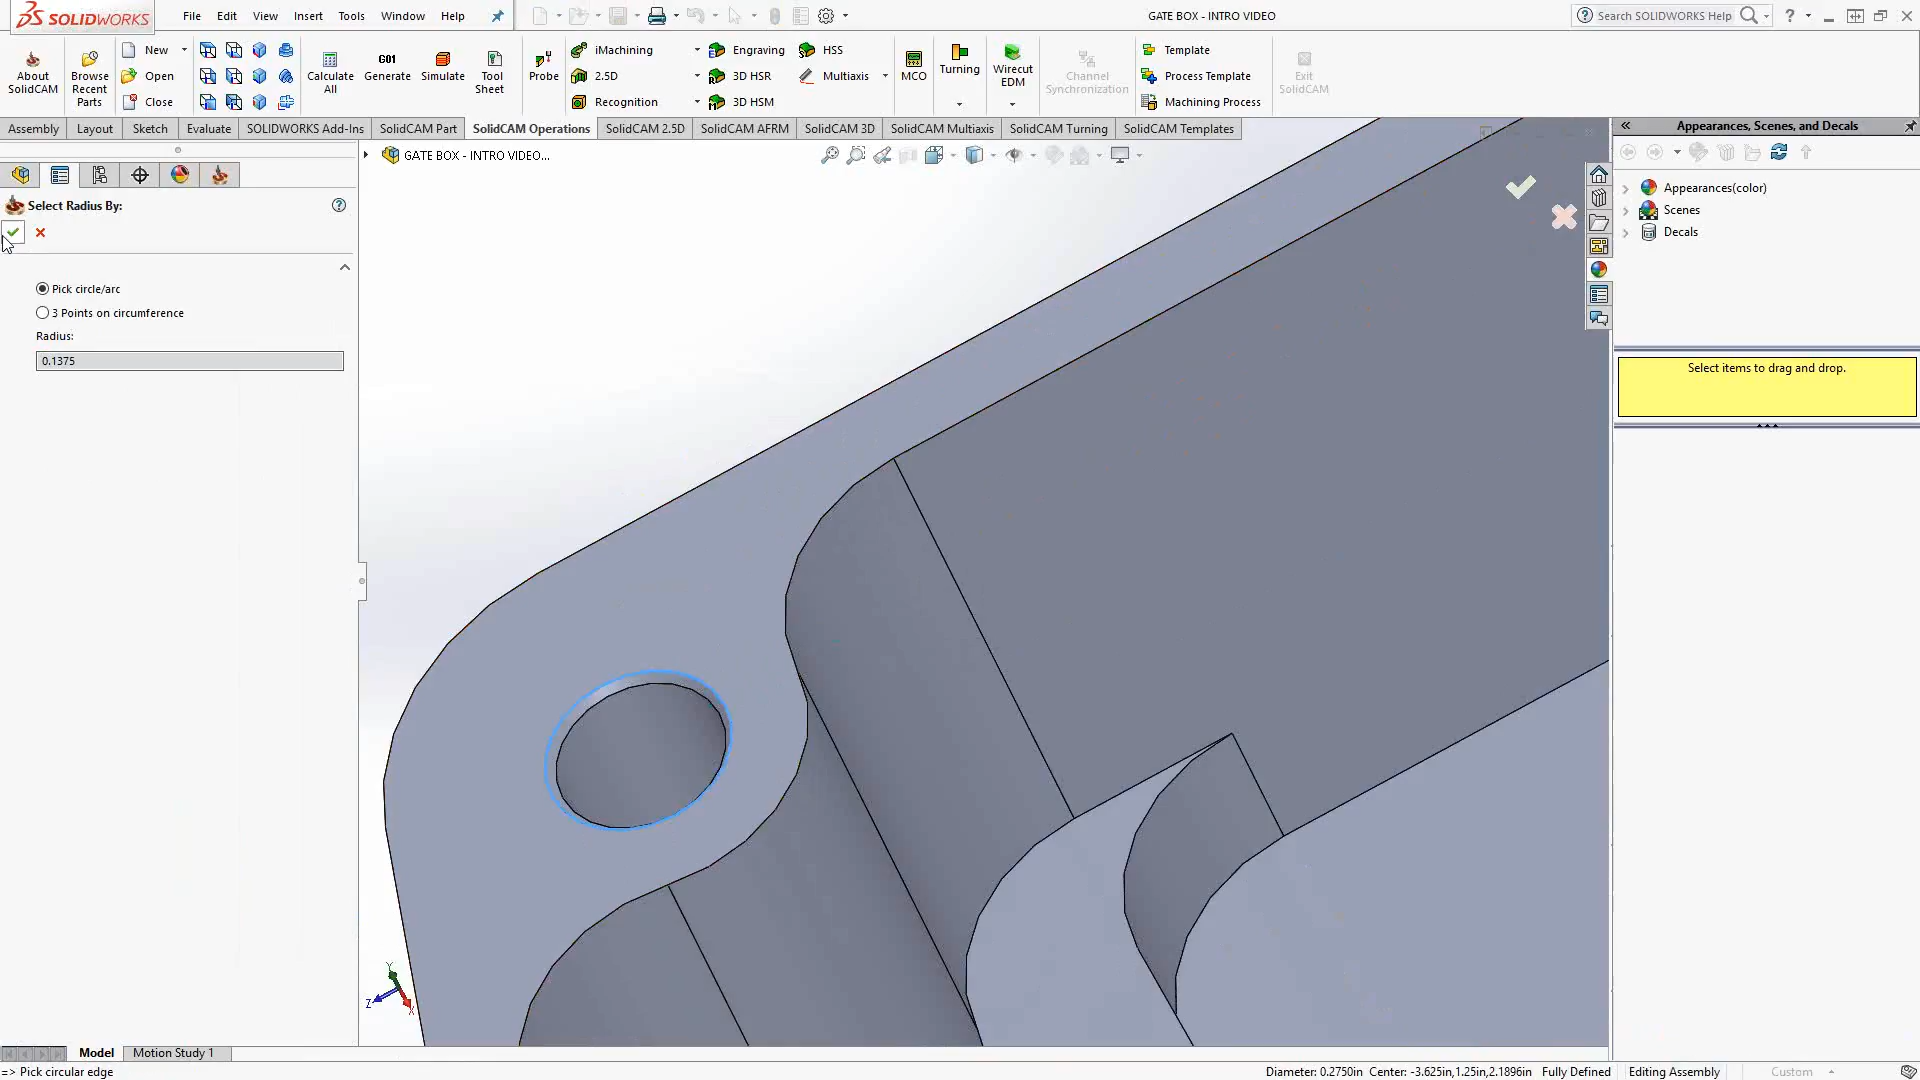 SOLIDWORKS
File Edit View Insert Tools Window Help
GATE BOX - INTRO VIDEO
Search SOLIDWORKS Help
?
About SolidCAM
Browse Recent Parts
New
Open
Close
Calculate All
G01
Generate
Simulate
Tool Sheet
Probe
iMachining
2.5D
Recognition
Engraving
3D HSR
3D HSM
HSS
Multiaxis
MCO
Turning
Wirecut EDM
Channel Synchronization
Template
Process Template
Machining Process
Exit SolidCAM
Assembly Layout Sketch Evaluate SOLIDWORKS Add-Ins SolidCAM Part SolidCAM Operations SolidCAM 2.5D SolidCAM AFRM SolidCAM 3D SolidCAM Multiaxis SolidCAM Turning SolidCAM Templates
Appearances, Scenes, and Decals
GATE BOX - INTRO VIDEO...
Appearances(color)
Scenes
Decals
Select Radius By:
?
Pick circle/arc
3 Points on circumference
Radius:
0.1375
Select items to drag and drop.
Y
Z
X
Model Motion Study 1
=> Pick circular edge
Diameter: 0.2750in Center: -3.625in,1.25in,2.1896in Fully Defined Editing Assembly Custom